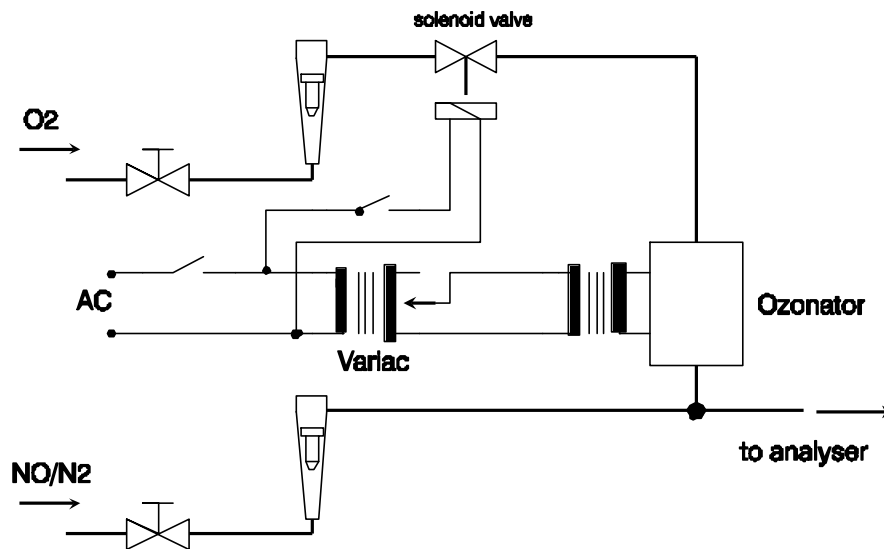 solenoid valve
O2
AC
Variac
Ozonator
to analyser
NO/N2